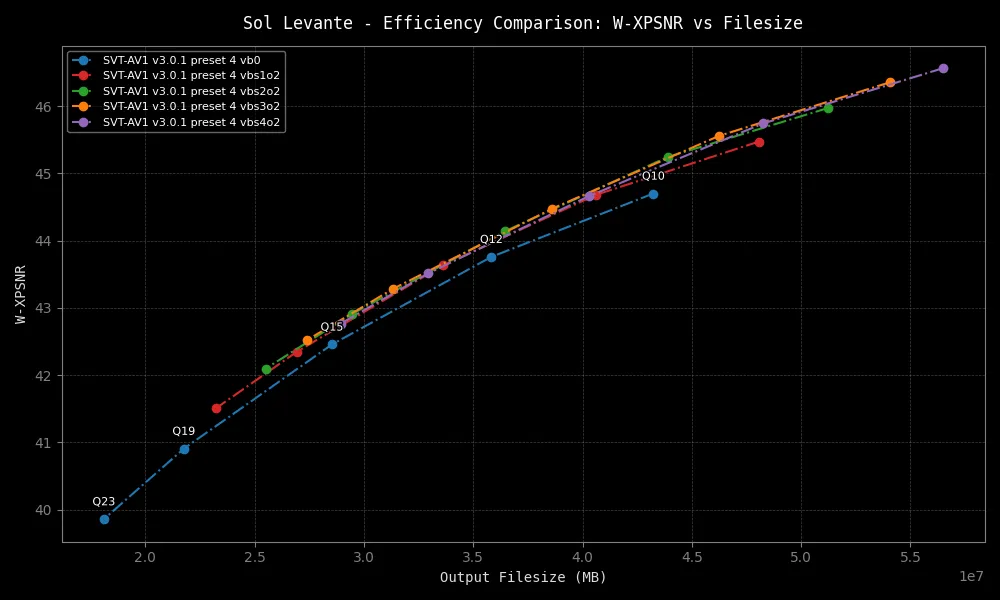 Sol Levante - Efficiency Comparison: W-XPSNR vs Filesize
SVT-AV1 v3.0.1 preset 4 vb0
SVT-AV1 v3.0.1 preset 4 vbs1o2
SVT-AV1 v3.0.1 preset 4 vbs2o2
SVT-AV1 v3.0.1 preset 4 vbs3o2
SVT-AV1 v3.0.1 preset 4 vbs4o2
W-XPSNR
46
45
44
43
42
41
40
Q10
Q12
Q15
Q19
Q23
2.0 2.5 3.0 3.5 4.0 4.5 5.0 5.5
1e7
Output Filesize (MB)